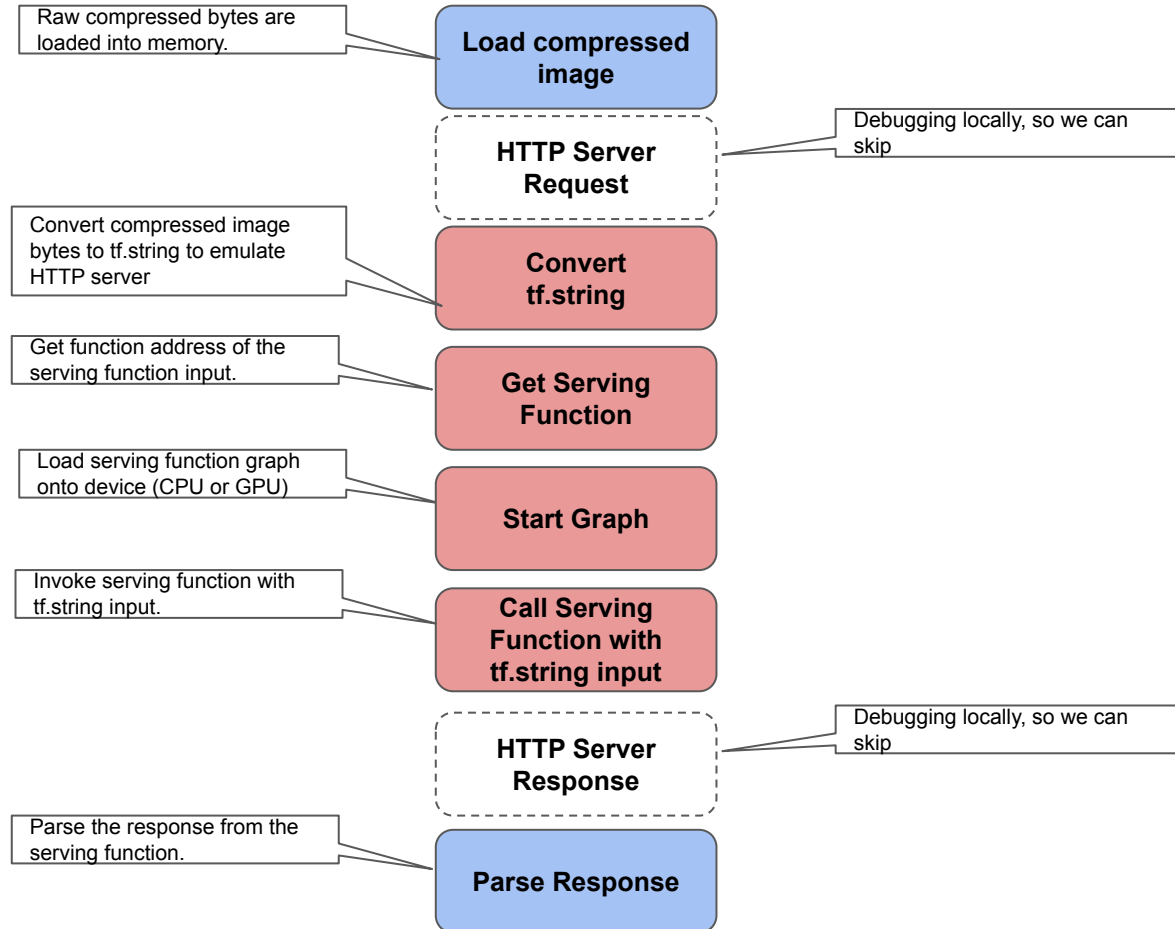 Raw compressed bytes are
loaded into memory.
Load compressed
image
Debugging locally, so we can
skip
HTTP Server
Request
Convert compressed image
bytes to tf.string to emulate
HTTP server
Convert
tf.string
Get function address of the
serving function input.
Get Serving
Function
Load serving function graph
onto device (CPU or GPU)
Start Graph
Invoke serving function with
tf.string input.
Call Serving
Function with
tf.string input
Debugging locally, so we can
skip
HTTP Server
Response
Parse the response from the
serving function.
Parse Response